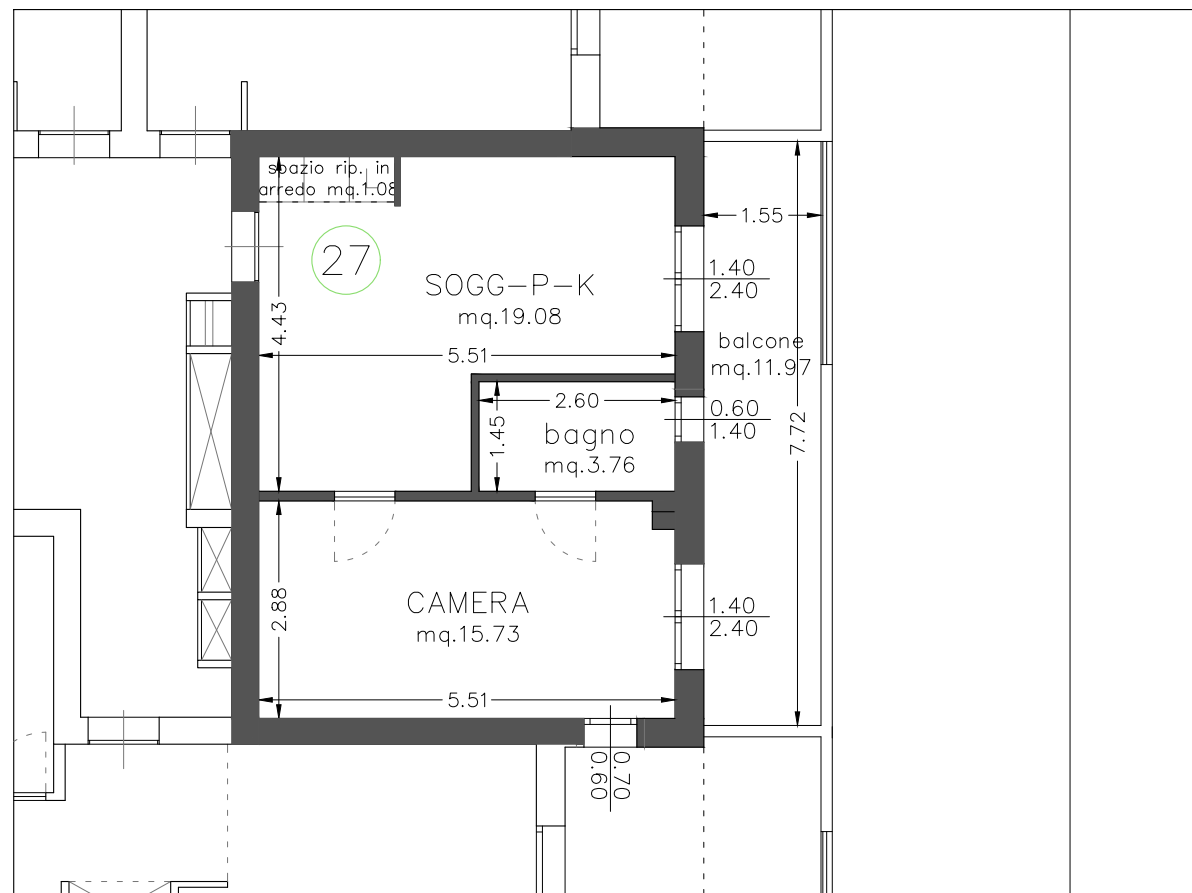 spazio rip. in
arredo mq.1.08
27
SOGG-P-K
mq.19.08
4.43
5.51
1.55
1.40
2.40
balcone
mq.11.97
7.72
2.60
1.45
bagno
mq.3.76
0.60
1.40
CAMERA
mq.15.73
2.88
5.51
1.40
2.40
0.70
0.60